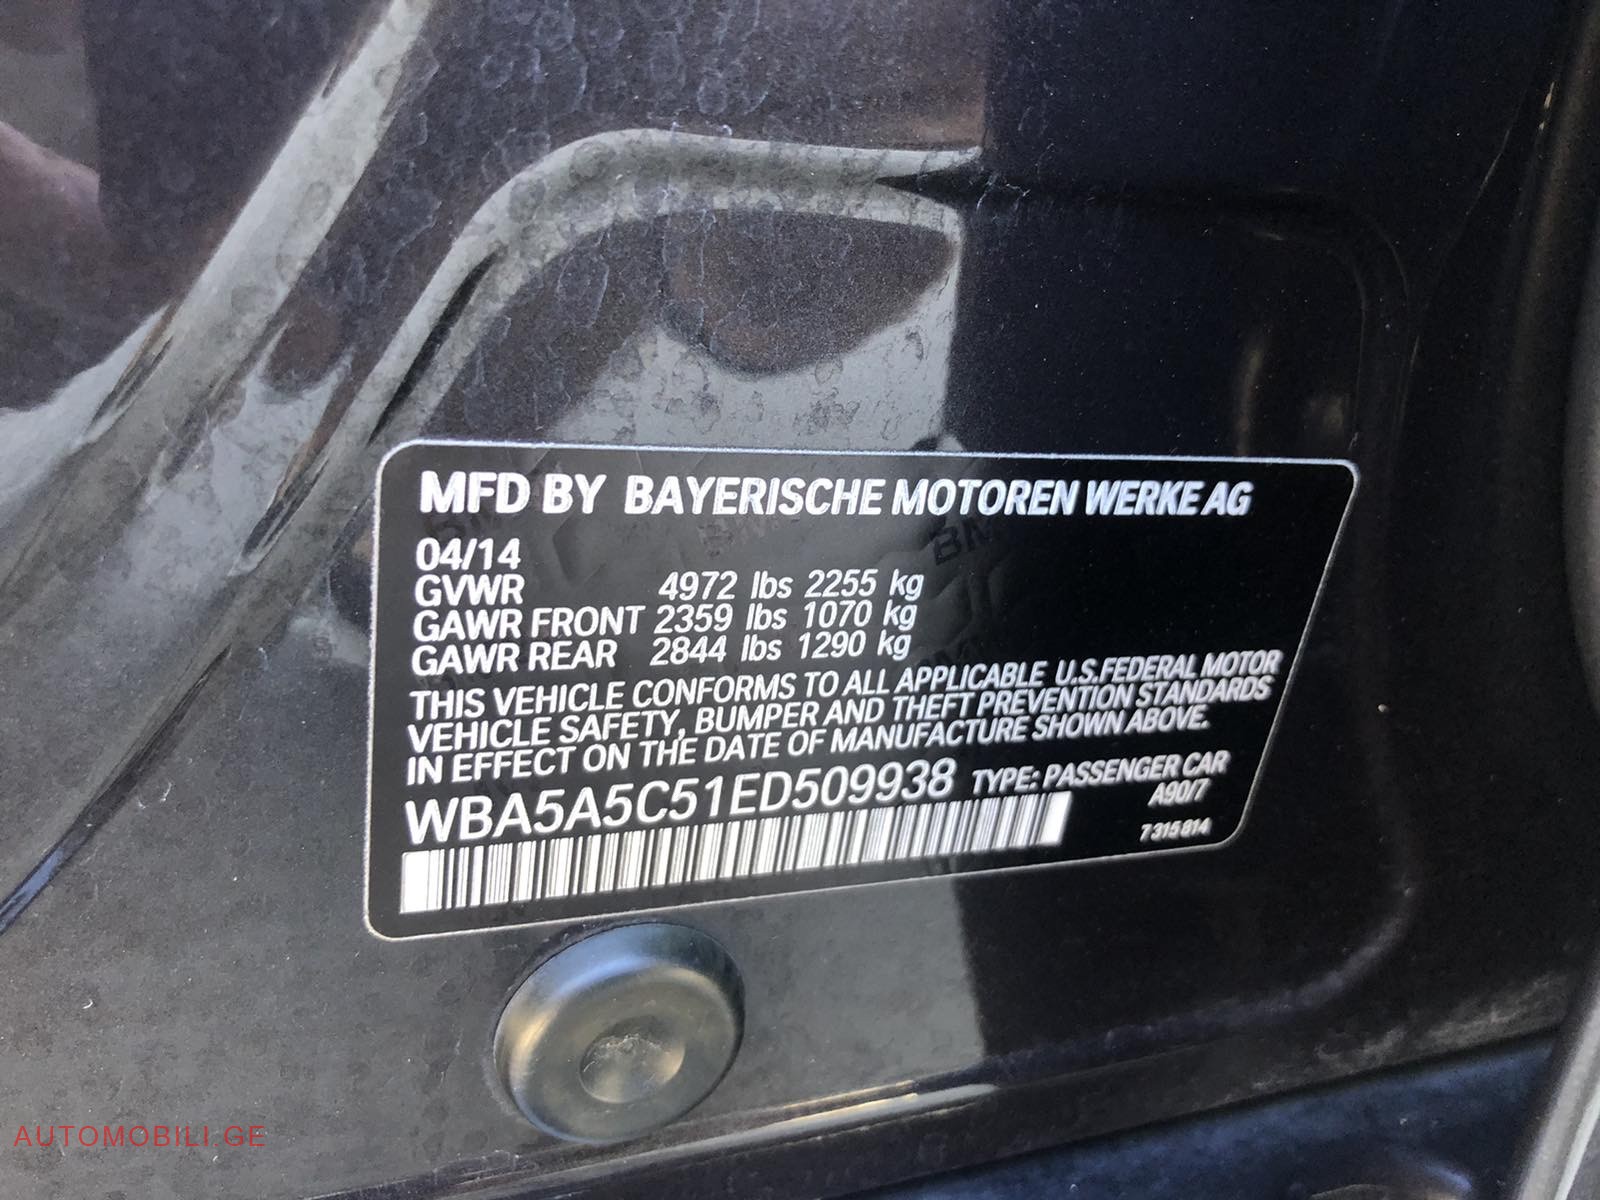 MFD BY BAYERISCHE MOTOREN WERKE AG
04/14
GVWR 4972 lbs 2255 kg
GAWR FRONT 2359 lbs 1070 kg
GAWR REAR 2844 lbs 1290 kg
THIS VEHICLE CONFORMS TO ALL APPLICABLE U.S.FEDERAL MOTOR
VEHICLE SAFETY, BUMPER AND THEFT PREVENTION STANDARDS
IN EFFECT ON THE DATE OF MANUFACTURE SHOWN ABOVE.
WBA5A5C51ED509938 TYPE: PASSENGER CAR
A90/7
7315814
AUTOMOBILI.GE